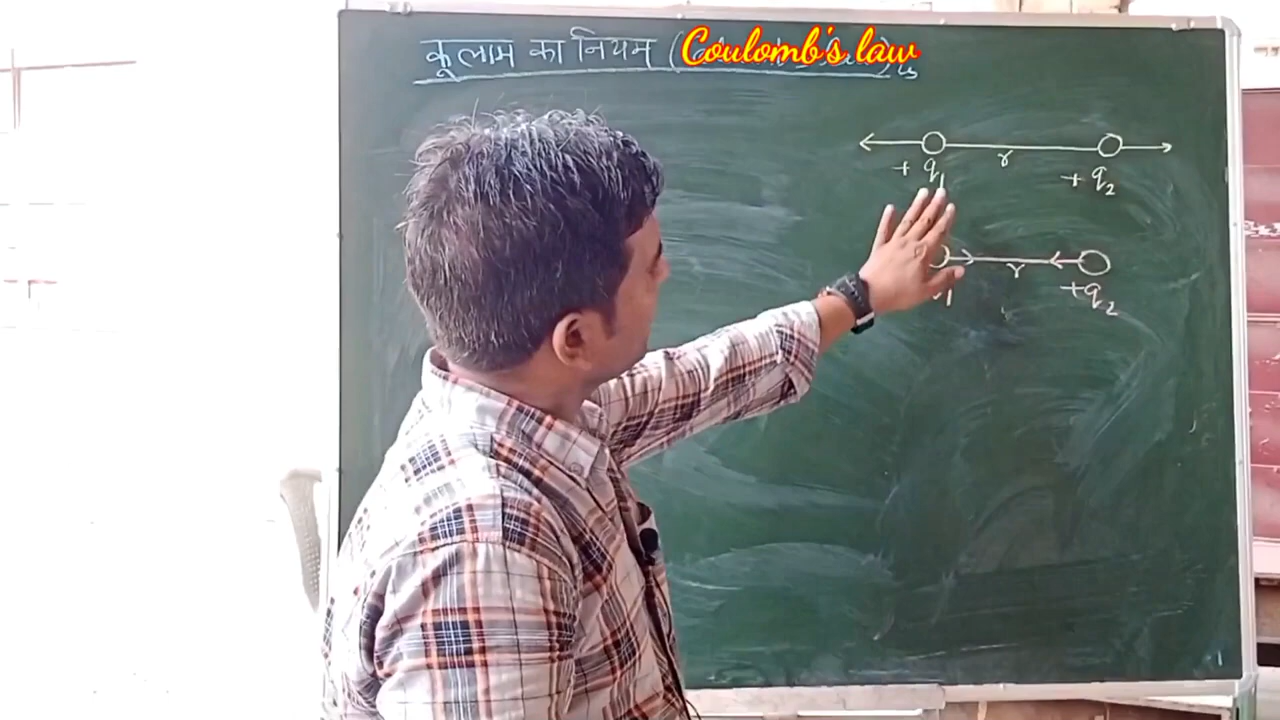 कूलाम का नियम (Coulomb's law
r
+ q₁ + q₂
r
+q₂